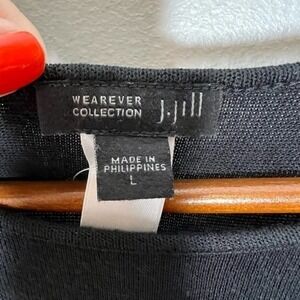 WEAREVER
COLLECTION
J.Jill
MADE IN
PHILIPPINES
L